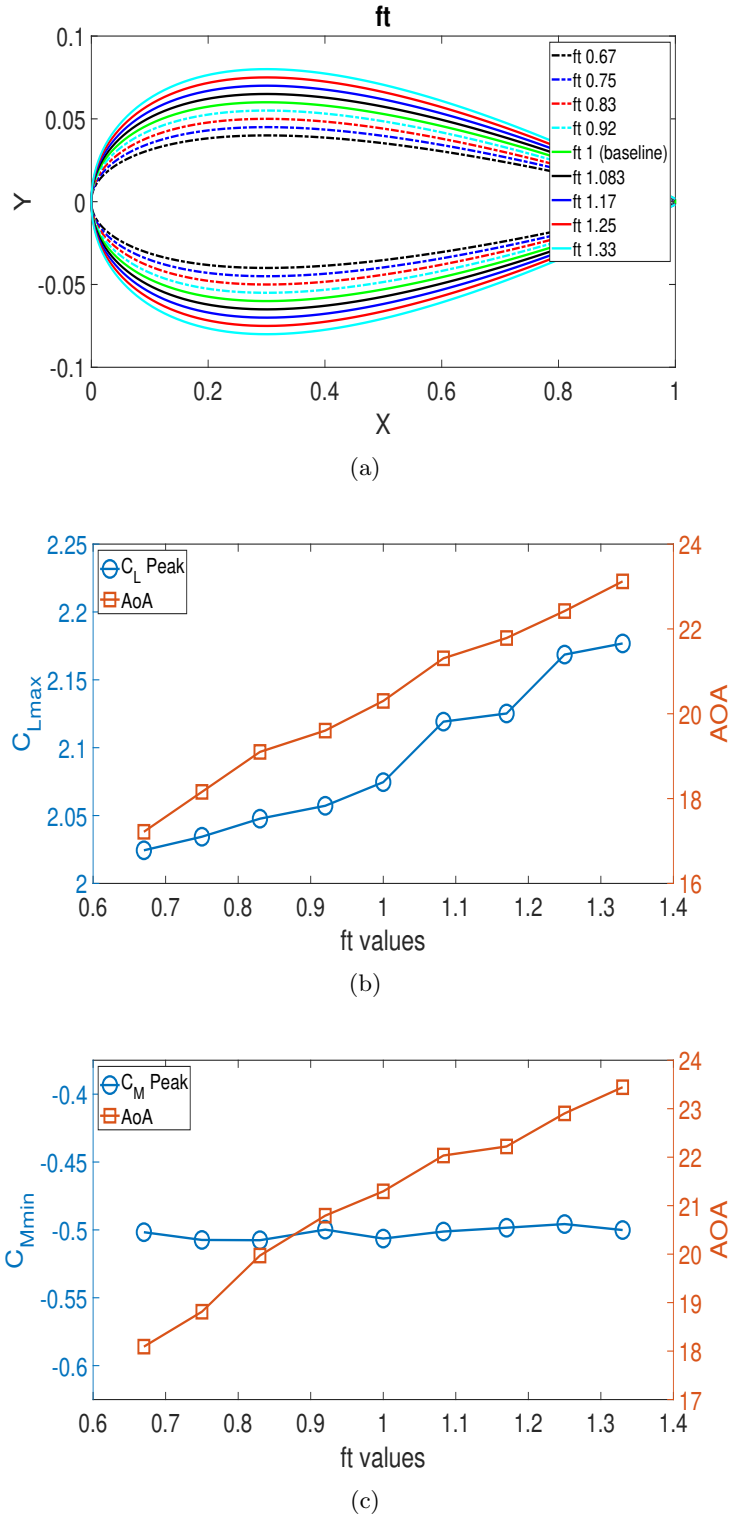 ft
0.1
0.05
0
-0.05
-0.1
Y
ft 0.67
ft 0.75
ft 0.83
ft 0.92
ft 1 (baseline)
ft 1.083
ft 1.17
ft 1.25
ft 1.33
0 0.2 0.4 0.6 0.8 1
X
(a)
2.25
2.2
2.15
2.1
2.05
2
C_Lmax
C_L Peak
AoA
24
22
20
18
16
AOA
0.6 0.7 0.8 0.9 1 1.1 1.2 1.3 1.4
ft values
(b)
-0.4
-0.45
-0.5
-0.55
-0.6
C_Mmin
C_M Peak
AoA
24
23
22
21
20
19
18
17
AOA
0.6 0.7 0.8 0.9 1 1.1 1.2 1.3 1.4
ft values
(c)